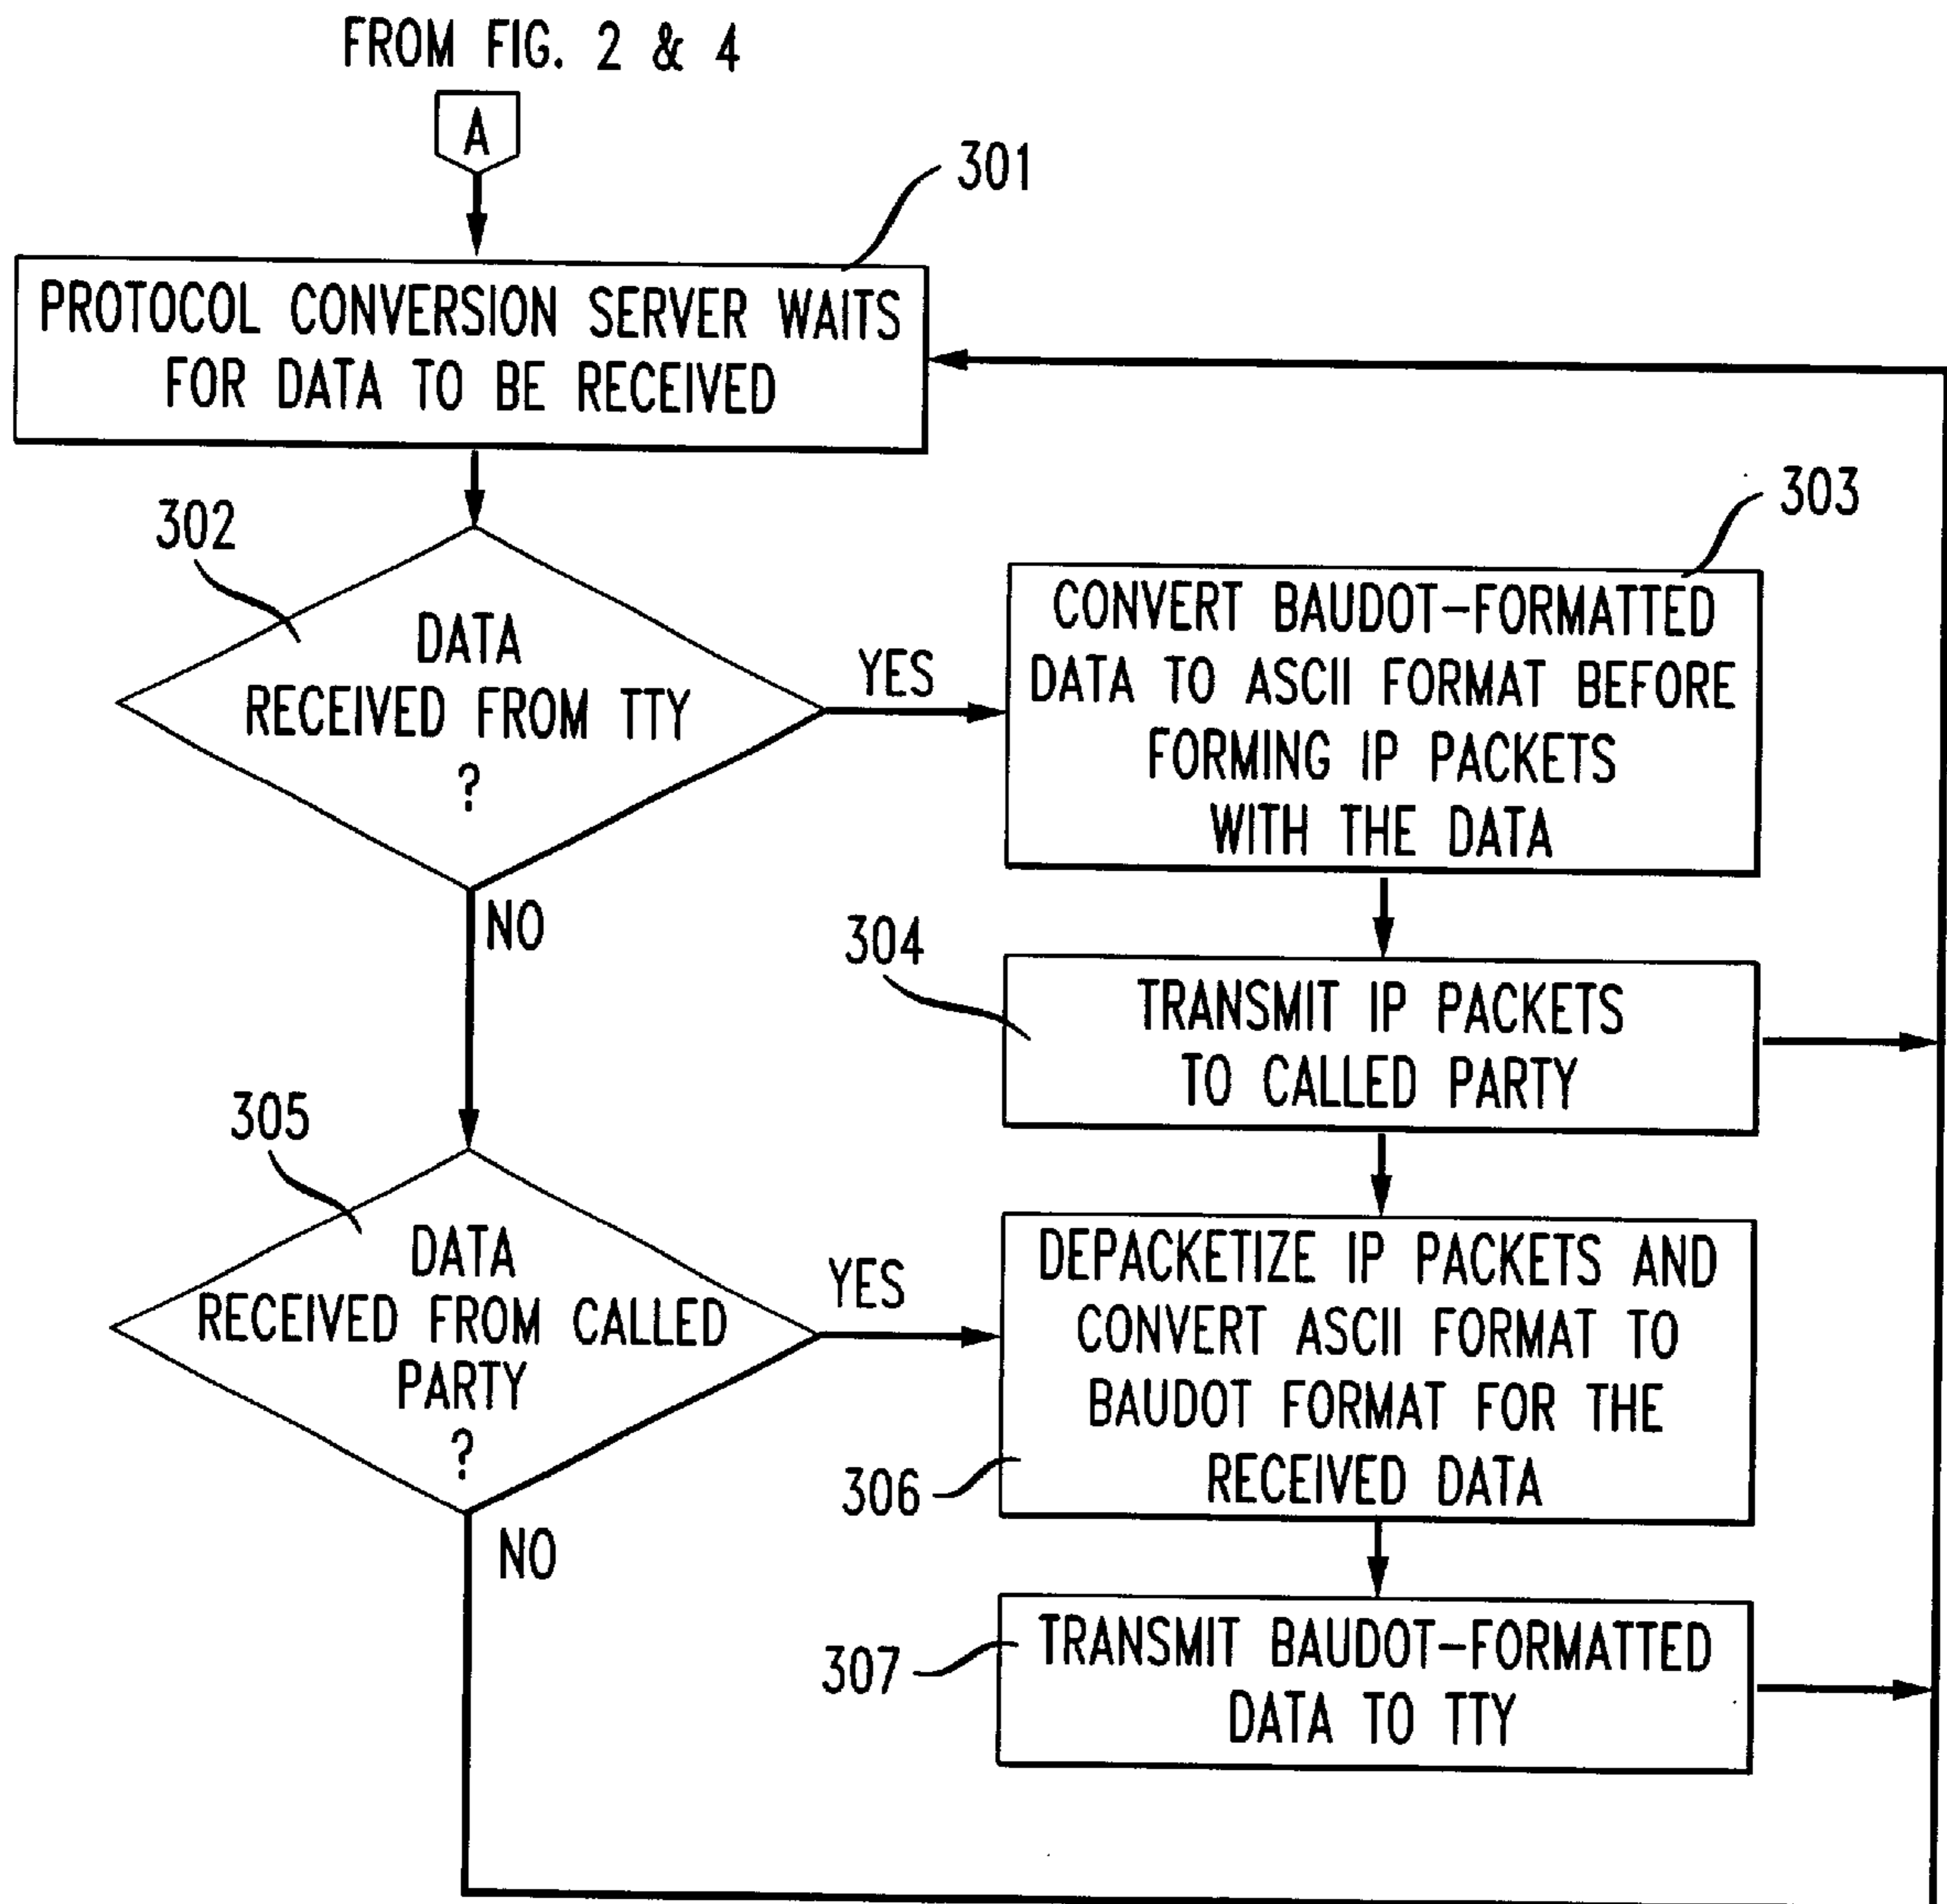 FROM FIG. 2 & 4
A
301
PROTOCOL CONVERSION SERVER WAITS
FOR DATA TO BE RECEIVED
302
DATA
RECEIVED FROM TTY
?
YES
NO
303
CONVERT BAUDOT-FORMATTED
DATA TO ASCII FORMAT BEFORE
FORMING IP PACKETS
WITH THE DATA
304
TRANSMIT IP PACKETS
TO CALLED PARTY
305
DATA
RECEIVED FROM CALLED
PARTY
?
YES
NO
DEPACKETIZE IP PACKETS AND
CONVERT ASCII FORMAT TO
BAUDOT FORMAT FOR THE
RECEIVED DATA
306
307
TRANSMIT BAUDOT-FORMATTED
DATA TO TTY